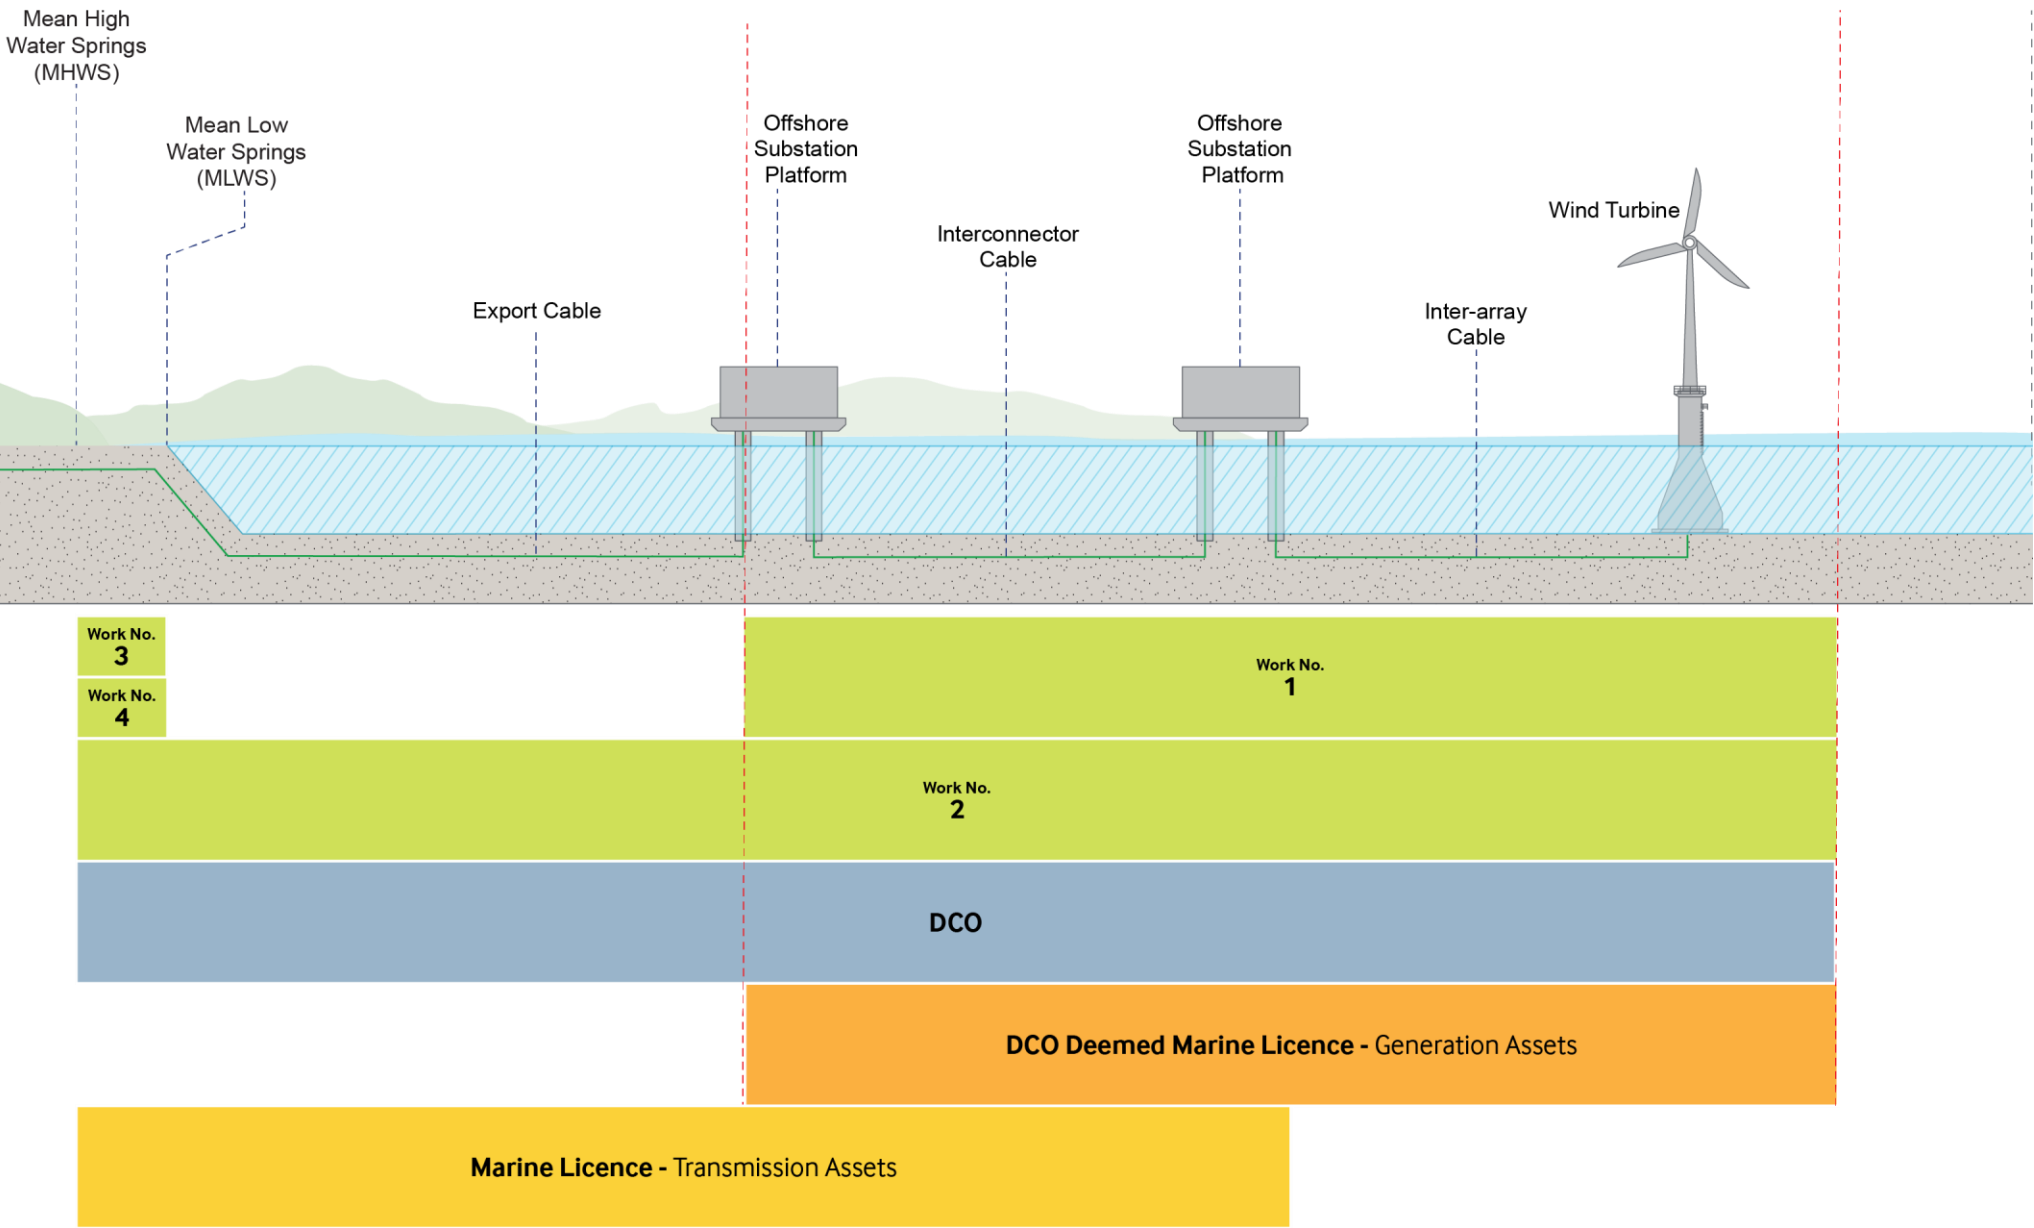 Mean High
Water Springs
(MHWS)
Mean Low
Water Springs
(MLWS)
Export Cable
Offshore
Substation
Platform
Interconnector
Cable
Offshore
Substation
Platform
Inter-array
Cable
Wind Turbine
Work No.
3
Work No.
4
Work No.
1
Work No.
2
DCO
DCO Deemed Marine Licence - Generation Assets
Marine Licence - Transmission Assets